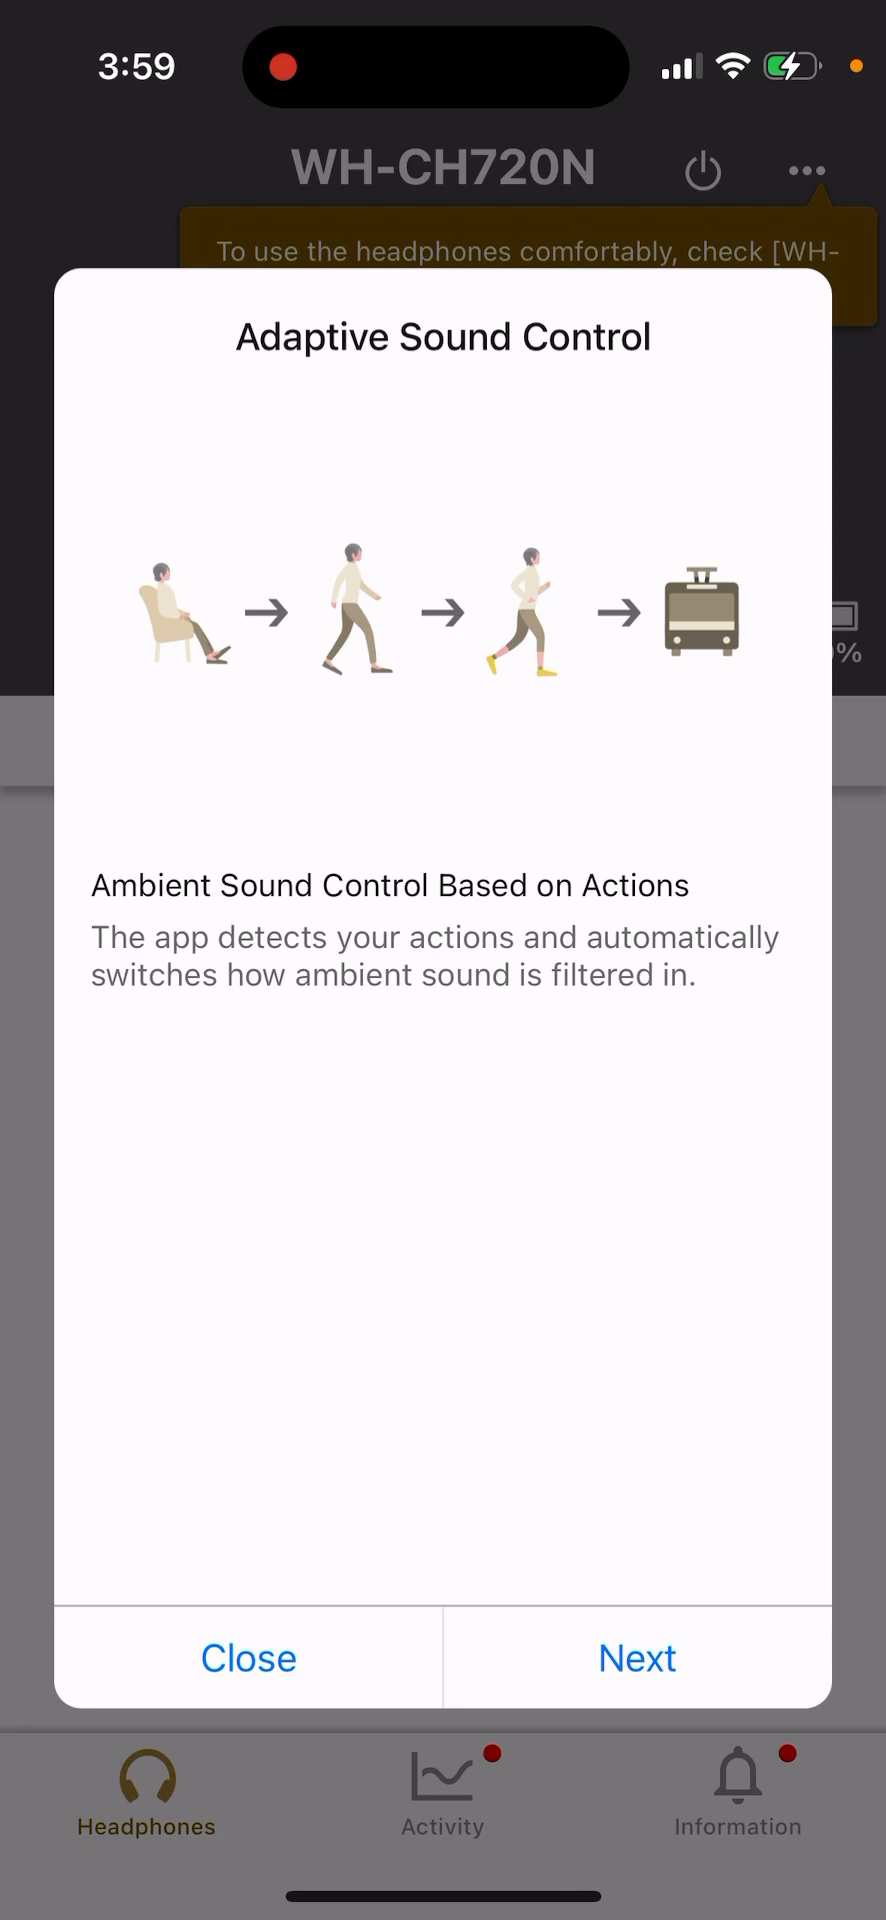 3:59
WH-CH720N
To use the headphones comfortably, check [WH-
Adaptive Sound Control
%
Ambient Sound Control Based on Actions
The app detects your actions and automatically
switches how ambient sound is filtered in.
Close
Next
Headphones
Activity
Information